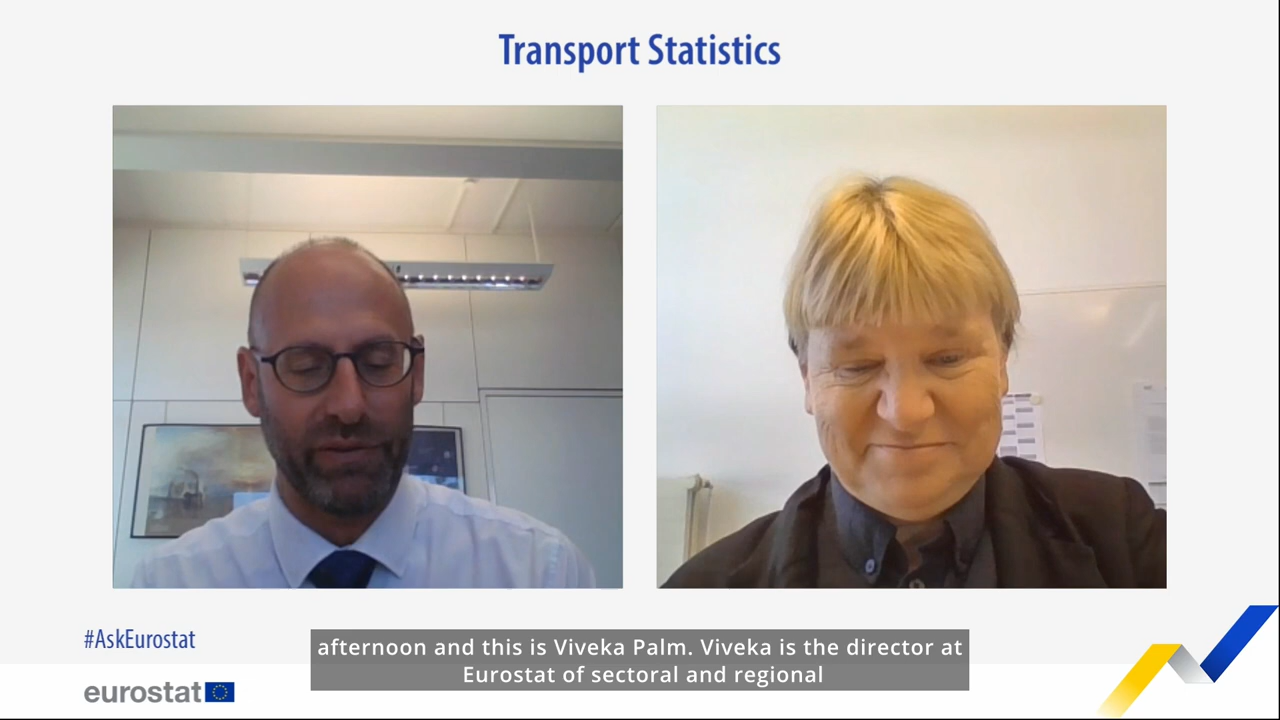 Transport Statistics
#AskEurostat
afternoon and this is Viveka Palm. Viveka is the director at
Eurostat of sectoral and regional
eurostat